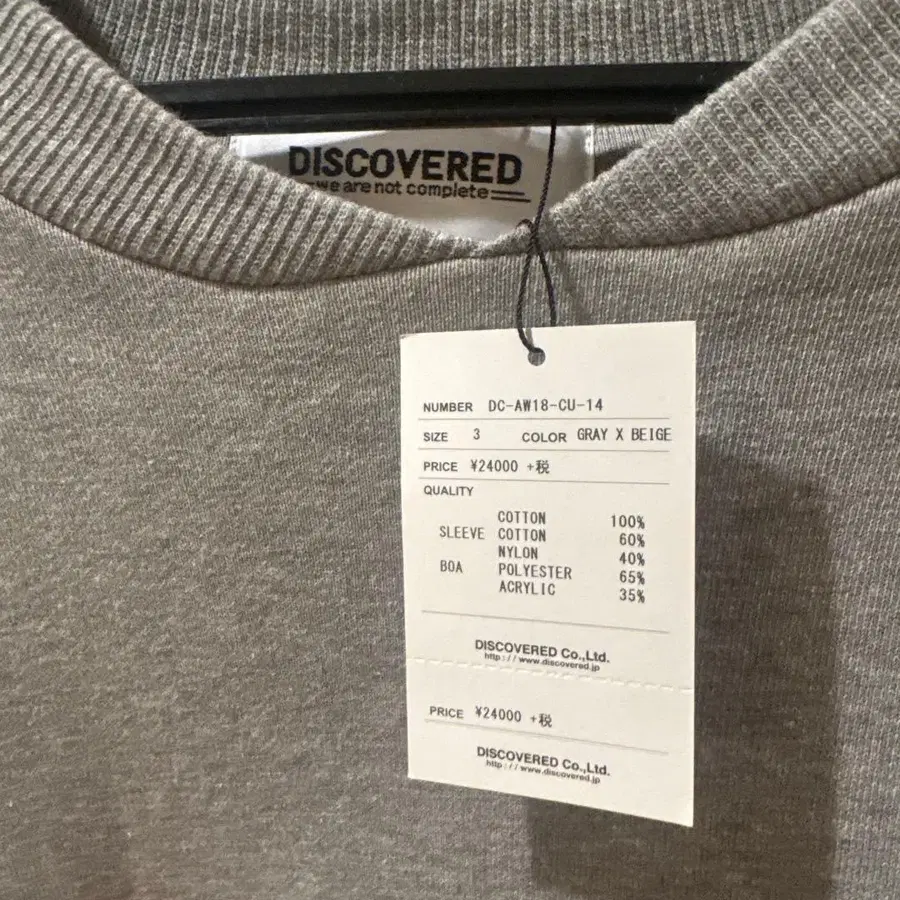 DISCOVERED
we are not complete
NUMBER DC-AW18-CU-14
SIZE 3 COLOR GRAY X BEIGE
PRICE ¥24000 +税
QUALITY
COTTON 100%
SLEEVE COTTON 60%
NYLON 40%
BOA POLYESTER 65%
ACRYLIC 35%
DISCOVERED Co.,Ltd.
http://www.discovered.jp
PRICE ¥24000 +税
DISCOVERED Co.,Ltd.
http://www.discovered.jp